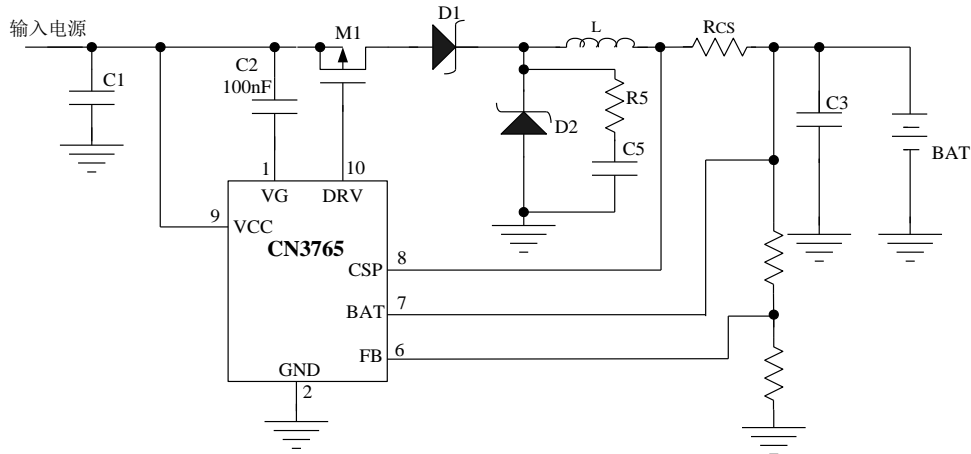 输入电源
D1
M1
L
RCS
C2
100nF
C1
R5
D2
C3
C5
BAT
1
10
VG
DRV
9
VCC
CN3765
8
CSP
7
BAT
6
FB
GND
2